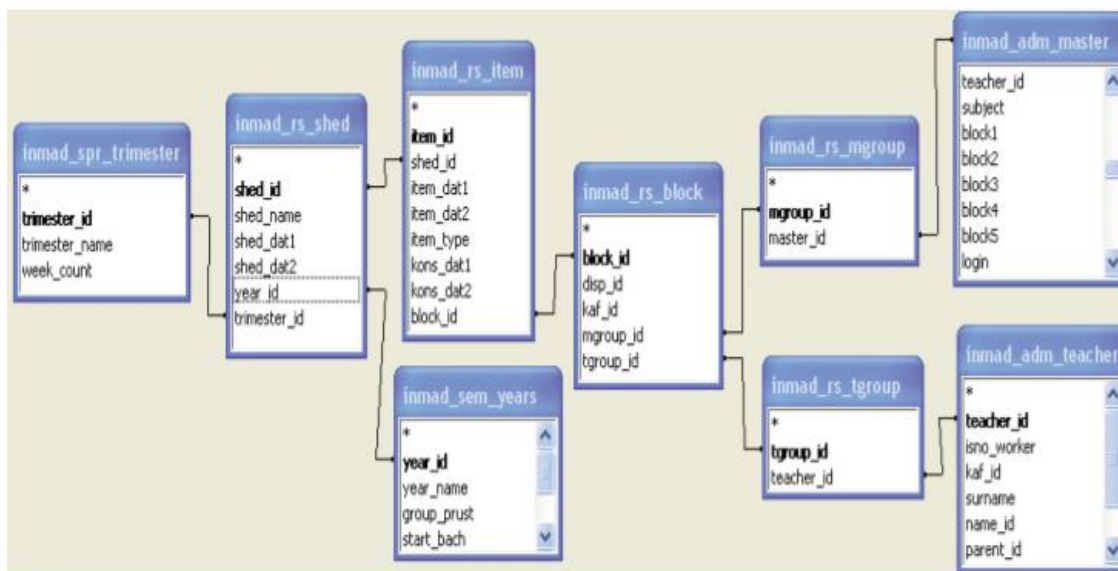 inmad_spr_trimester
*
trimester_id
trimester_name
week_count
inmad_rs_shed
*
shed_id
shed_name
shed_dat1
shed_dat2
year_id
trimester_id
inmad_rs_item
*
item_id
shed_id
item_dat1
item_dat2
item_type
kons_dat1
kons_dat2
block_id
inmad_sem_years
*
year_id
year_name
group_prust
start_bach
inmad_rs_block
*
block_id
disp_id
kaf_id
mgroup_id
tgroup_id
inmad_rs_mgroup
*
mgroup_id
master_id
inmad_rs_tgroup
*
tgroup_id
teacher_id
inmad_adm_master
teacher_id
subject
block1
block2
block3
block4
block5
login
inmad_adm_teacher
*
teacher_id
isno_worker
kaf_id
surname
name_id
parent_id